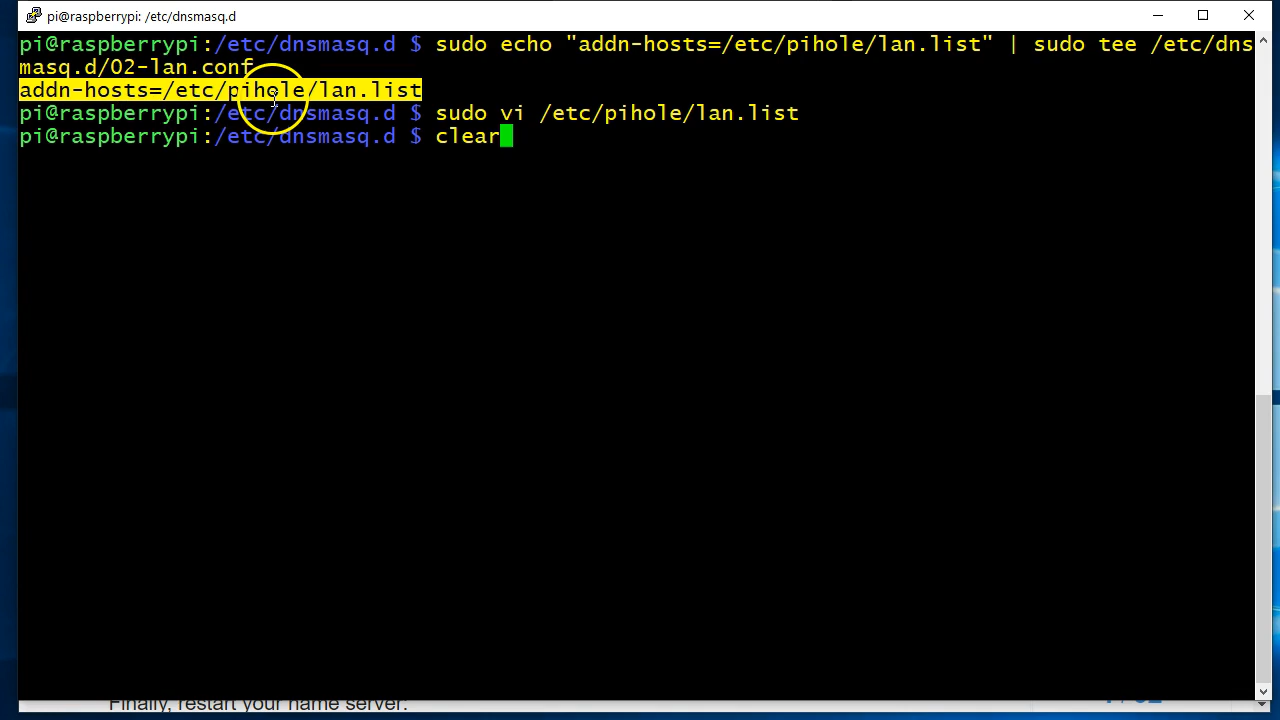 pi@raspberrypi: /etc/dnsmasq.d
pi@raspberrypi:/etc/dnsmasq.d $ sudo echo "addn-hosts=/etc/pihole/lan.list" | sudo tee /etc/dns
masq.d/02-lan.conf
addn-hosts=/etc/pihole/lan.list
pi@raspberrypi:/etc/dnsmasq.d $ sudo vi /etc/pihole/lan.list
pi@raspberrypi:/etc/dnsmasq.d $ clear
Finally, restart your name server.